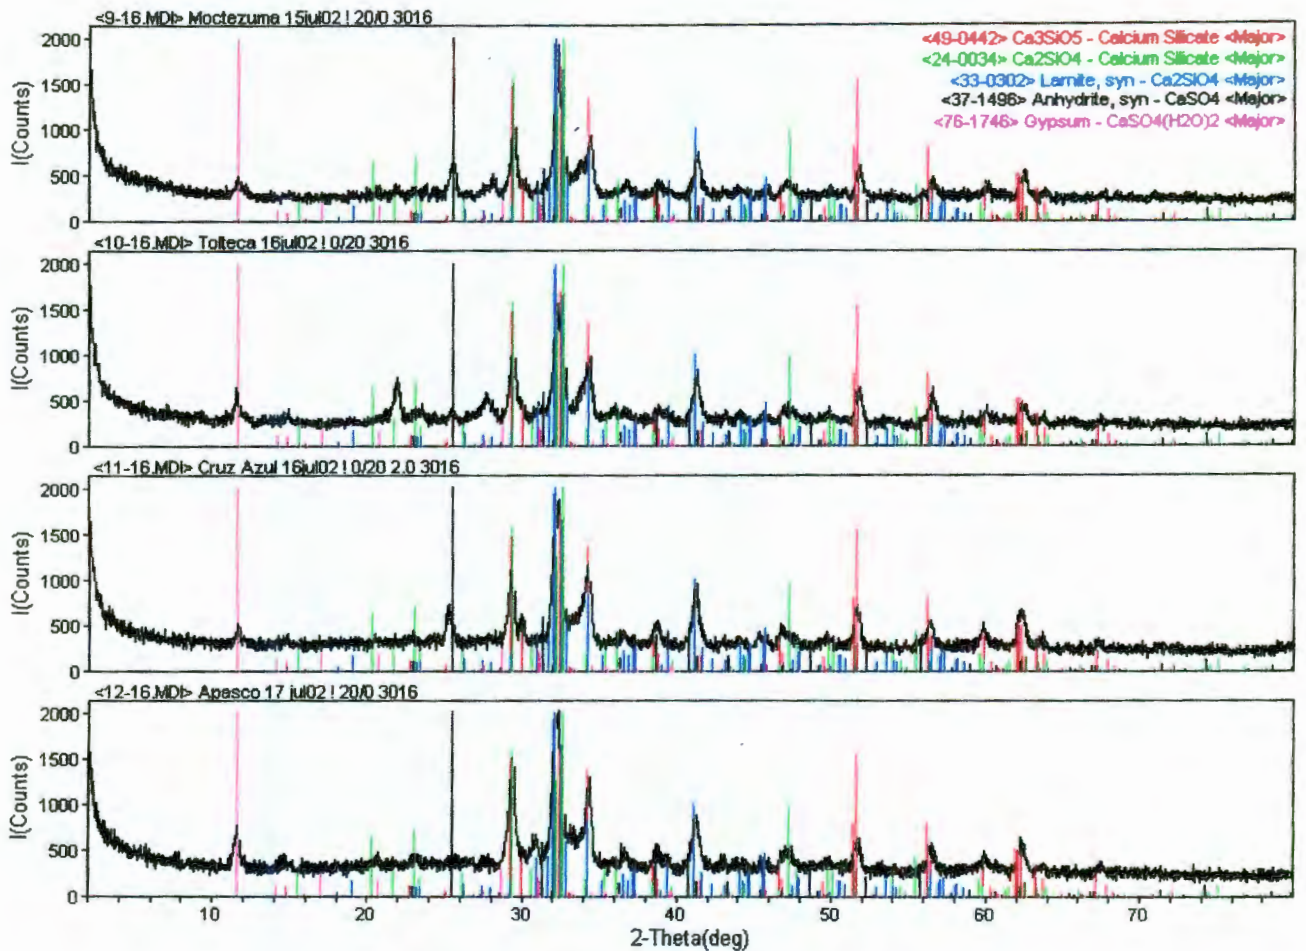 <9-16.MDI> Moctezuma 15jul02 ! 20/0 3016
<49-0442> Ca3SiO5 - Calcium Silicate <Major>
<24-0034> Ca2SiO4 - Calcium Silicate <Major>
<33-0302> Larnite, syn - Ca2SiO4 <Major>
<37-1496> Anhydrite, syn - CaSO4 <Major>
<76-1746> Gypsum - CaSO4(H2O)2 <Major>
I(Counts)
2000
1500
1000
500
0
<10-16.MDI> Tolteca 16jul02 ! 0/20 3016
I(Counts)
2000
1500
1000
500
0
<11-16.MDI> Cruz Azul 16jul02 ! 0/20 2.0 3016
I(Counts)
2000
1500
1000
500
0
<12-16.MDI> Apasco 17 jul02 ! 20/0 3016
I(Counts)
2000
1500
1000
500
0
10 20 30 40 50 60 70
2-Theta(deg)